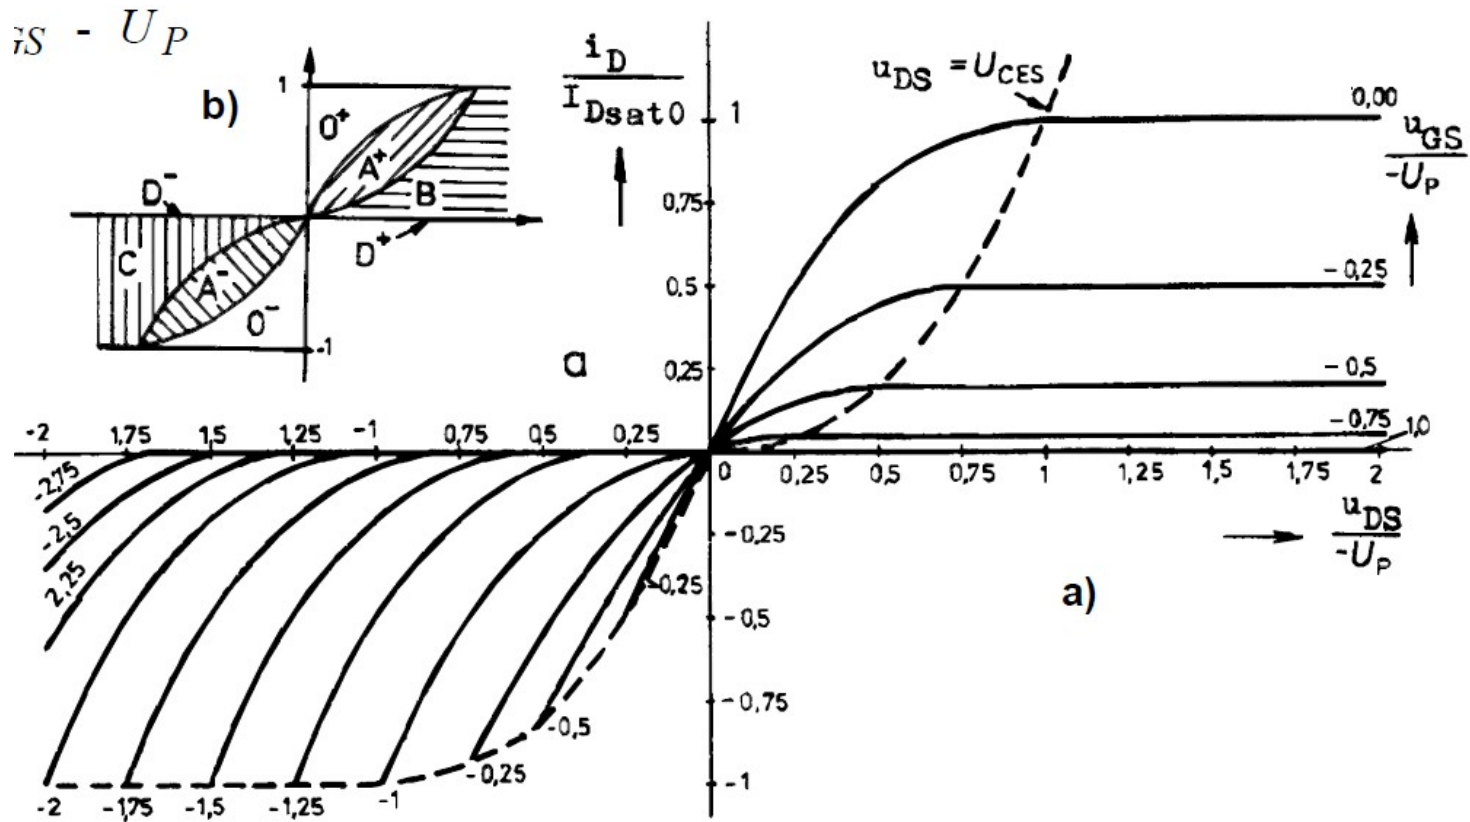 GS - U_P
b)
1
O⁺
A⁺
B
D⁻
D⁺
C
A⁻
O⁻
-1
i_D
I_Dsat0
u_DS = U_CES
1
0,75
0.5
0,25
0,00
u_GS
-U_P
-0,25
-0,5
-0,75
1,0
a
-2 1,75 1,5 1,25 -1 0,75 0,5 0,25
0 0,25 0,5 0,75 1 1,25 1,5 1,75 2
u_DS
-U_P
-2,75
-2,5
2,25
-0,25
-0,25
-0,5
-0,75
-1
a)
-0,5
-0,25
-2 -1,75 -1,5 -1,25 -1